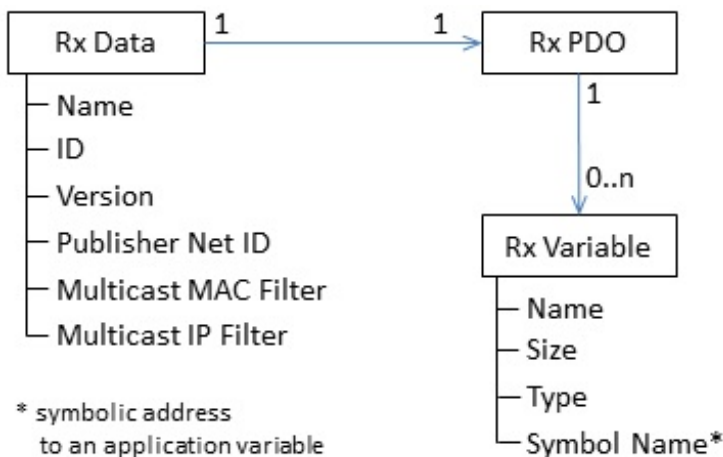 Rx Data
1
1
Rx PDO
Name
ID
Version
Publisher Net ID
Multicast MAC Filter
Multicast IP Filter
1
0..n
Rx Variable
Name
Size
Type
Symbol Name*
* symbolic address
to an application variable